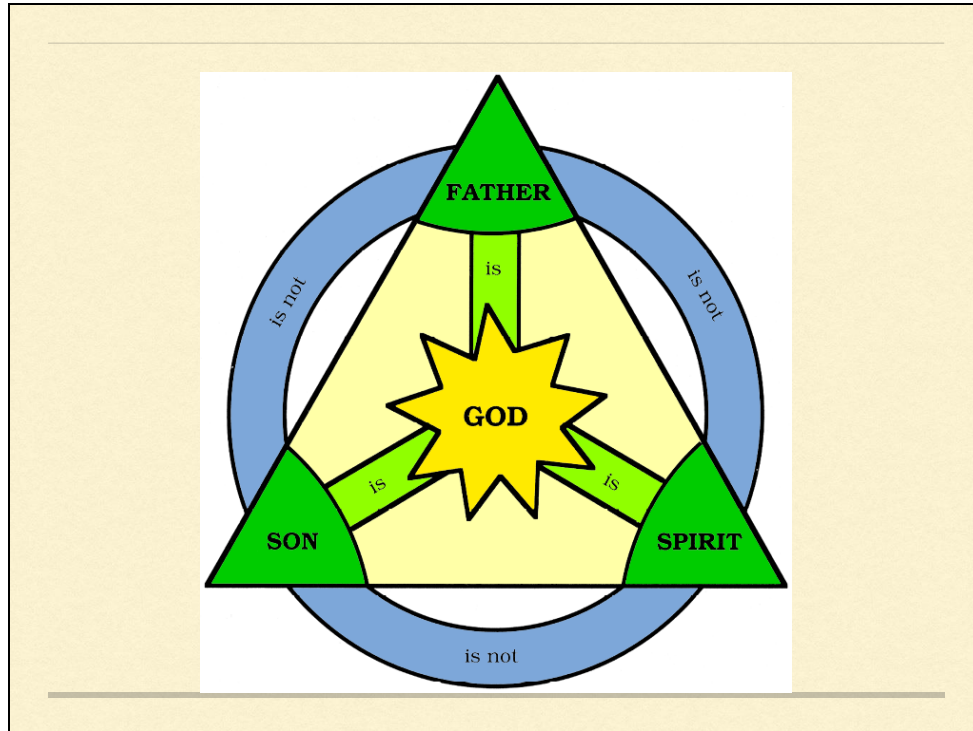 FATHER
is
is not
is not
GOD
is
is
SON
SPIRIT
is not